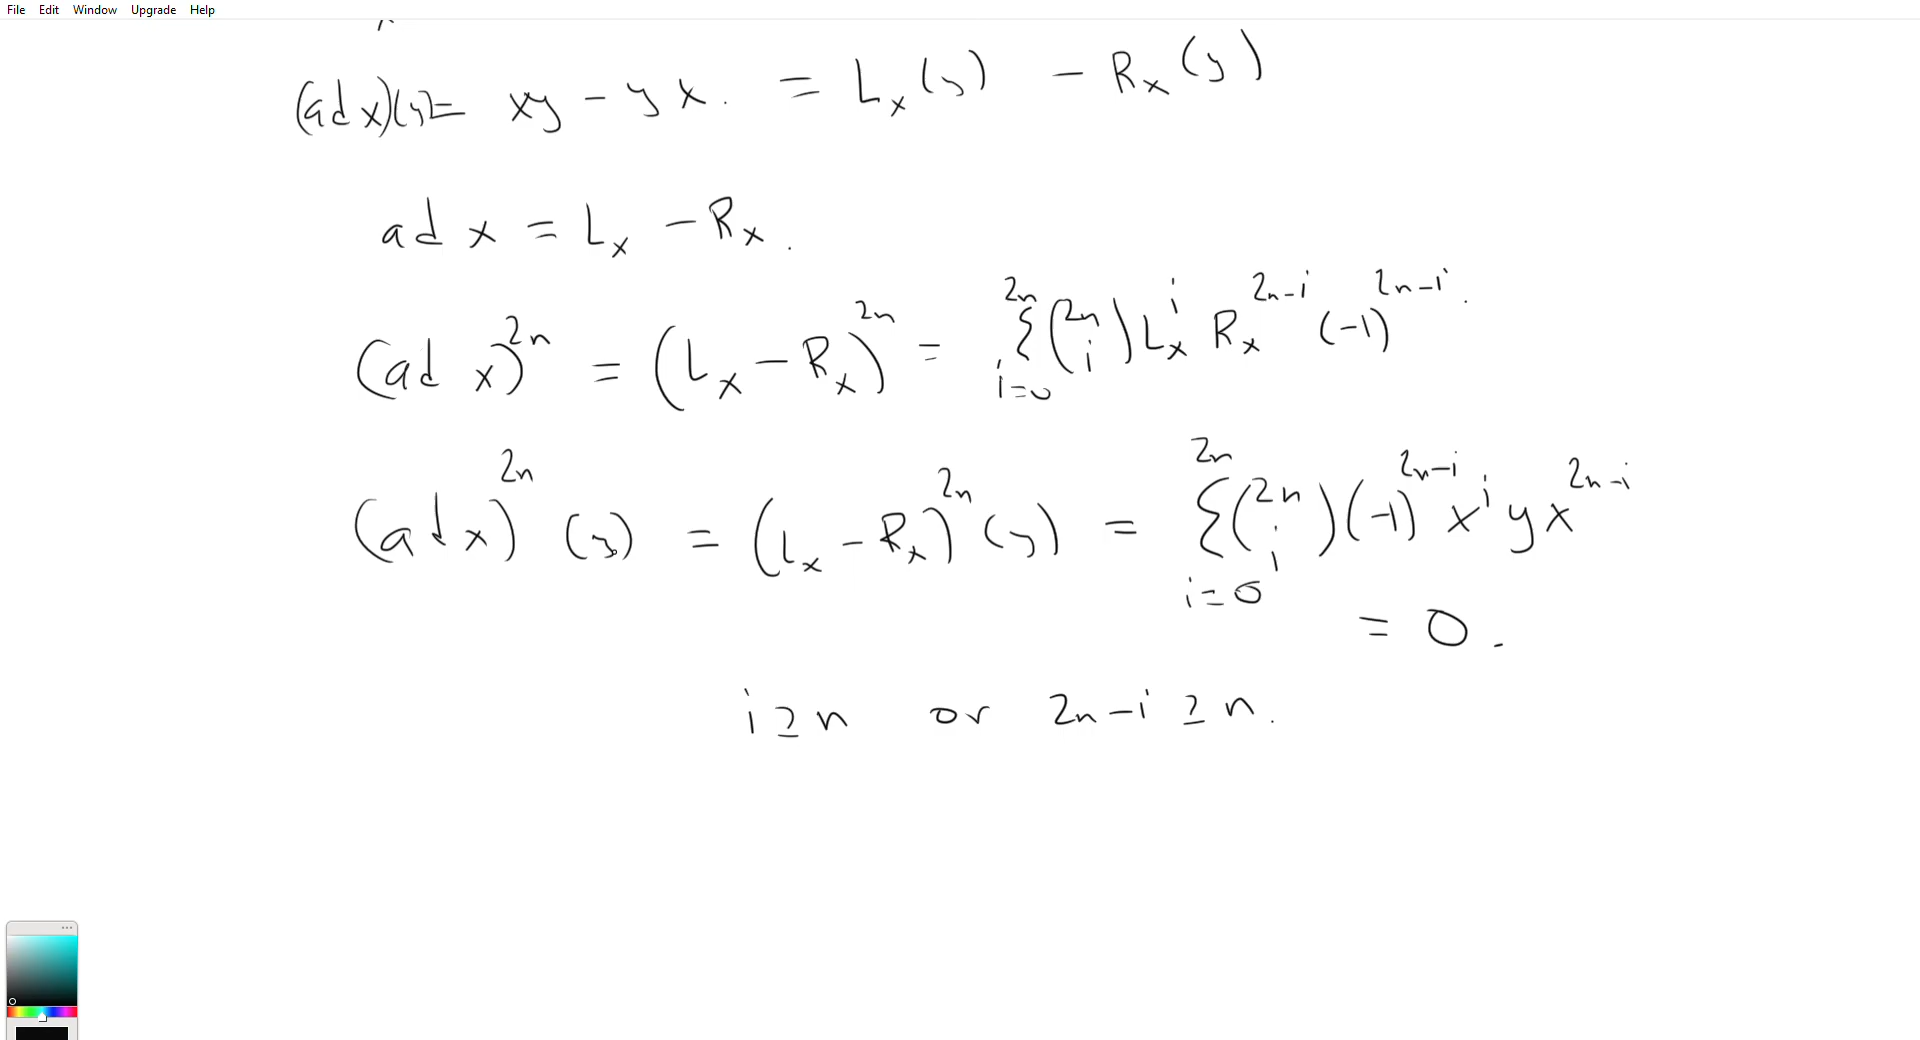 File Edit Window Upgrade Help
(ad x)(y) = xy - yx. = L_x(y) - R_x(y)
ad x = L_x - R_x.
(ad x)^{2n} = (L_x - R_x)^{2n} = Σ_{i=0}^{2n} \binom{2n}{i} L_x^i R_x^{2n-i} (-1)^{2n-i}.
(ad x)^{2n} (y) = (L_x - R_x)^{2n} (y) = Σ_{i=0}^{2n} \binom{2n}{i} (-1)^{2n-i} x^i y x^{2n-i}
= 0.
i ≥ n or 2n-i ≥ n.